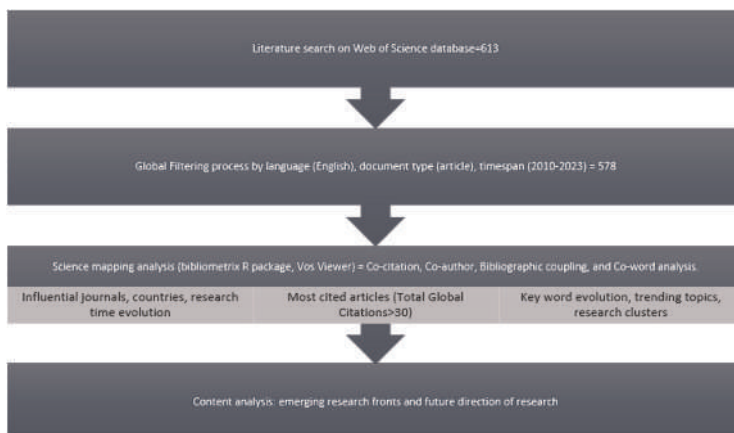 Literature search on Web of Science database=613
Global Filtering process by language (English), document type (article), timespan (2010-2023) = 578
Science mapping analysis (bibliometrix R package, Vos Viewer) = Co-citation, Co-author, Bibliographic coupling, and Co-word analysis.
Influential journals, countries, research
time evolution
Most cited articles (Total Global
Citations>30)
Key word evolution, trending topics,
research clusters
Content analysis: emerging research fronts and future direction of research